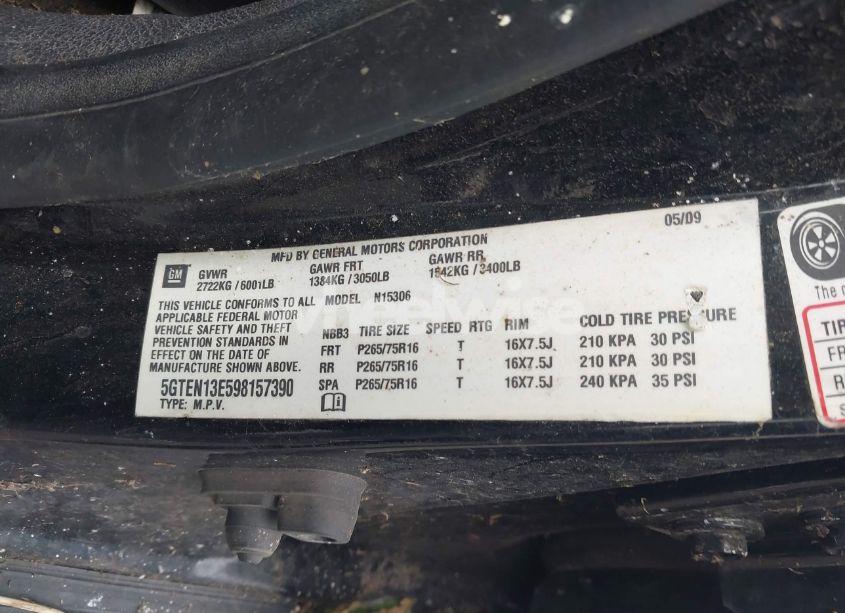 05/09
MFD BY GENERAL MOTORS CORPORATION
GM
GVWR GAWR FRT GAWR RR
2722KG / 6001LB 1384KG / 3050LB 1542KG / 3400LB
THIS VEHICLE CONFORMS TO ALL MODEL N15306
APPLICABLE FEDERAL MOTOR
VEHICLE SAFETY AND THEFT
PREVENTION STANDARDS IN
EFFECT ON THE DATE OF
MANUFACTURE SHOWN ABOVE.
5GTEN13E598157390
TYPE: M.P.V.
NBB3 TIRE SIZE SPEED RTG RIM COLD TIRE PRESSURE
FRT P265/75R16 T 16X7.5J 210 KPA 30 PSI
RR P265/75R16 T 16X7.5J 210 KPA 30 PSI
SPA P265/75R16 T 16X7.5J 240 KPA 35 PSI
The
TIR
FR
R
S